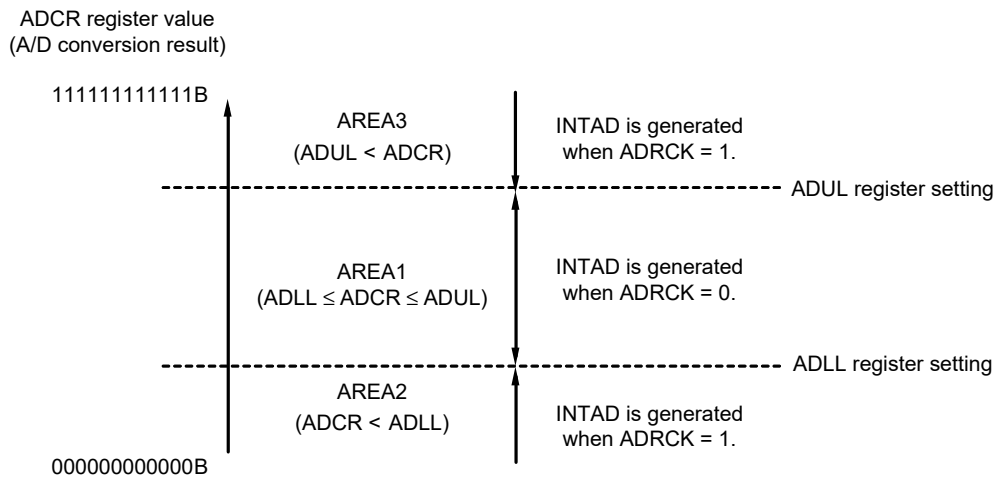 ADCR register value
(A/D conversion result)
111111111111B
AREA3
(ADUL < ADCR)
INTAD is generated
when ADRCK = 1.
ADUL register setting
AREA1
(ADLL ≤ ADCR ≤ ADUL)
INTAD is generated
when ADRCK = 0.
ADLL register setting
AREA2
(ADCR < ADLL)
INTAD is generated
when ADRCK = 1.
000000000000B